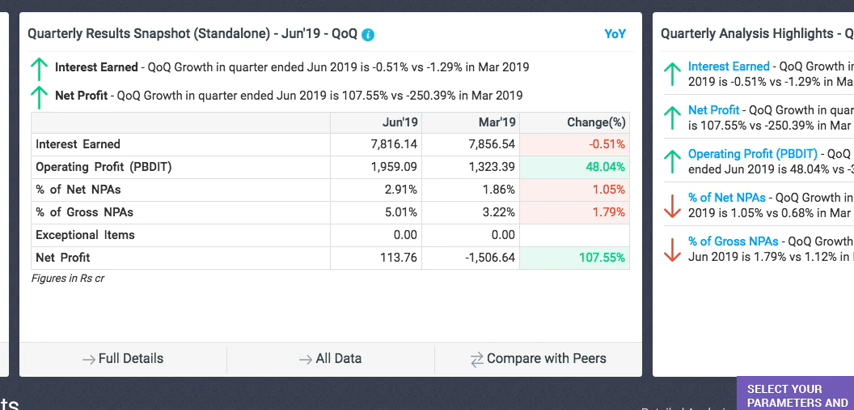 Quarterly Results Snapshot (Standalone) - Jun'19 - QoQ
YoY
Interest Earned - QoQ Growth in quarter ended Jun 2019 is -0.51% vs -1.29% in Mar 2019
Net Profit - QoQ Growth in quarter ended Jun 2019 is 107.55% vs -250.39% in Mar 2019
Jun'19 Mar'19 Change(%)
Interest Earned 7,816.14 7,856.54 -0.51%
Operating Profit (PBDIT) 1,959.09 1,323.39 48.04%
% of Net NPAs 2.91% 1.86% 1.05%
% of Gross NPAs 5.01% 3.22% 1.79%
Exceptional Items 0.00 0.00
Net Profit 113.76 -1,506.64 107.55%
Figures in Rs cr
Full Details
All Data
Compare with Peers
Quarterly Analysis Highlights - Q
Interest Earned - QoQ Growth in
2019 is -0.51% vs -1.29% in Ma
Net Profit - QoQ Growth in quar
is 107.55% vs -250.39% in Mar
Operating Profit (PBDIT) - QoQ
ended Jun 2019 is 48.04% vs -3
% of Net NPAs - QoQ Growth in
2019 is 1.05% vs 0.68% in Mar
% of Gross NPAs - QoQ Growth
Jun 2019 is 1.79% vs 1.12% in
ts
SELECT YOUR
PARAMETERS AND